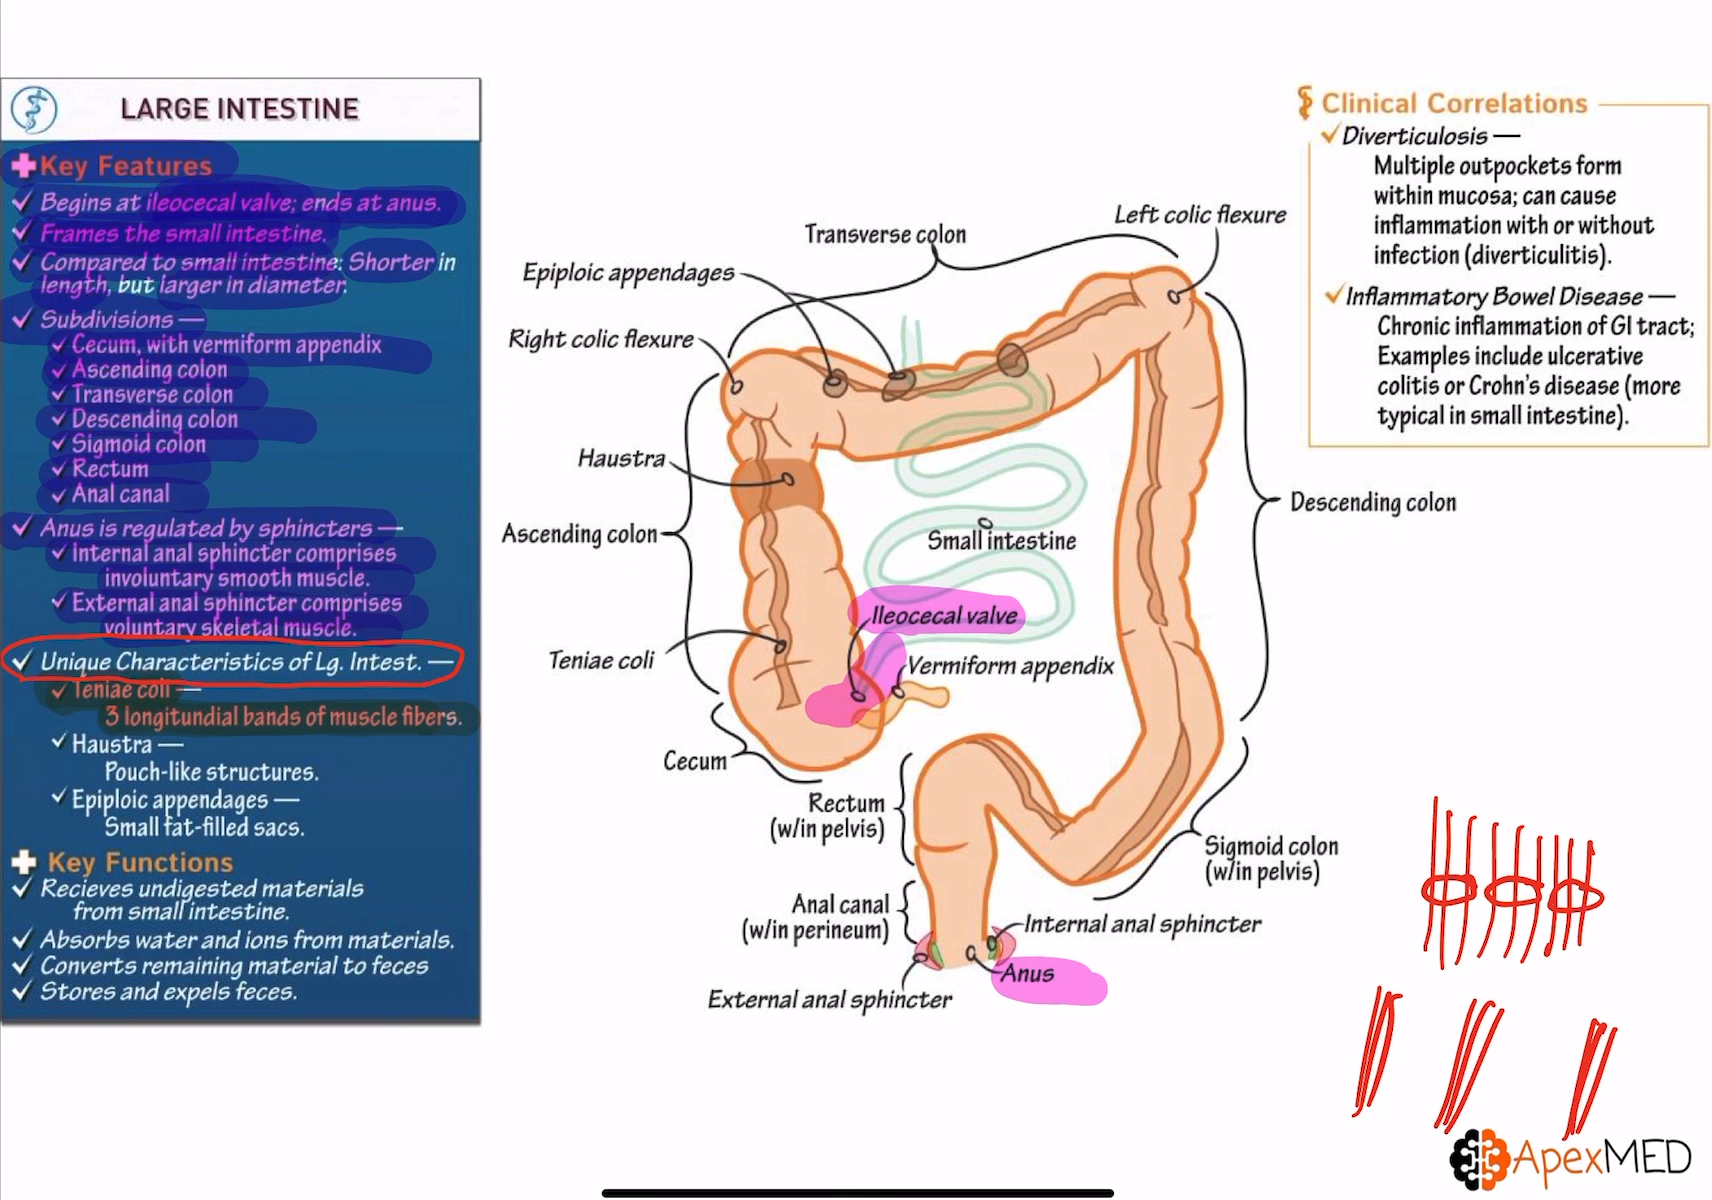 LARGE INTESTINE
Key Features
Begins at ileocecal valve; ends at anus.
Frames the small intestine.
Compared to small intestine: Shorter in
length, but larger in diameter.
Subdivisions —
Cecum, with vermiform appendix
Ascending colon
Transverse colon
Descending colon
Sigmoid colon
Rectum
Anal canal
Anus is regulated by sphincters —
Internal anal sphincter comprises
involuntary smooth muscle.
External anal sphincter comprises
voluntary skeletal muscle.
Unique Characteristics of Lg. Intest. —
Teniae coli —
3 longitundial bands of muscle fibers.
Haustra —
Pouch-like structures.
Epiploic appendages —
Small fat-filled sacs.
Key Functions
Recieves undigested materials
from small intestine.
Absorbs water and ions from materials.
Converts remaining material to feces
Stores and expels feces.
Left colic flexure
Transverse colon
Epiploic appendages
Right colic flexure
Haustra
Ascending colon
Small intestine
Descending colon
Ileocecal valve
Teniae coli
Vermiform appendix
Cecum
Rectum
(w/in pelvis)
Sigmoid colon
(w/in pelvis)
Anal canal
(w/in perineum)
Internal anal sphincter
Anus
External anal sphincter
Clinical Correlations
Diverticulosis —
Multiple outpockets form
within mucosa; can cause
inflammation with or without
infection (diverticulitis).
Inflammatory Bowel Disease —
Chronic inflammation of GI tract;
Examples include ulcerative
colitis or Crohn's disease (more
typical in small intestine).
ApexMED